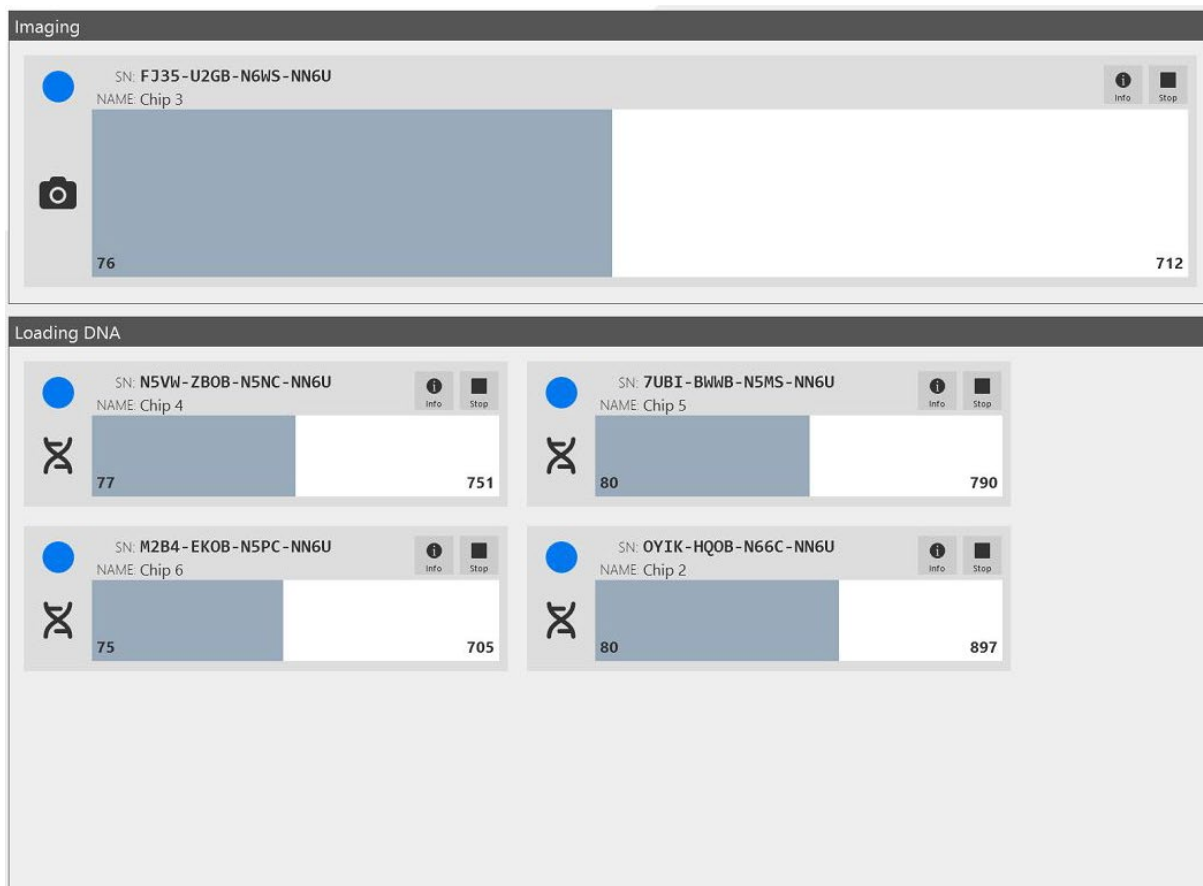 Imaging
SN: FJ35-U2GB-N6WS-NN6U
NAME: Chip 3
Info
Stop
76
712
Loading DNA
SN: N5VW-ZBOB-N5NC-NN6U
NAME: Chip 4
Info
Stop
77
751
SN: 7UBI-BWWB-N5MS-NN6U
NAME: Chip 5
Info
Stop
80
790
SN: M2B4-EKOB-N5PC-NN6U
NAME: Chip 6
Info
Stop
75
705
SN: OYIK-HQOB-N66C-NN6U
NAME: Chip 2
Info
Stop
80
897